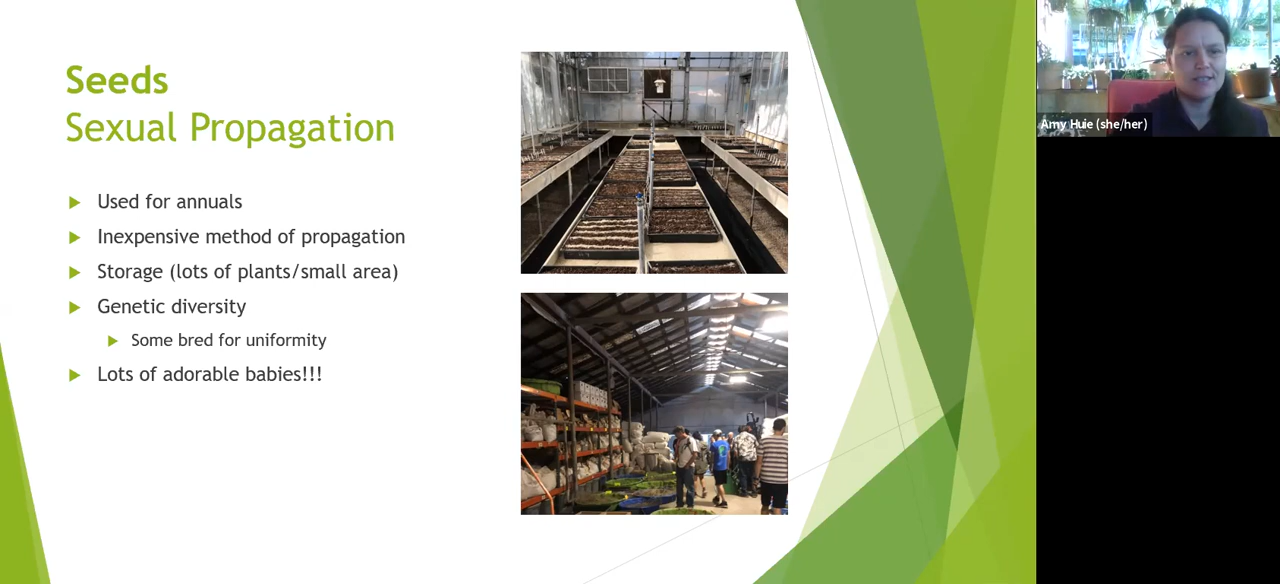 Seeds
Sexual Propagation
Used for annuals
Inexpensive method of propagation
Storage (lots of plants/small area)
Genetic diversity
Some bred for uniformity
Lots of adorable babies!!!
Amy Huie (she/her)